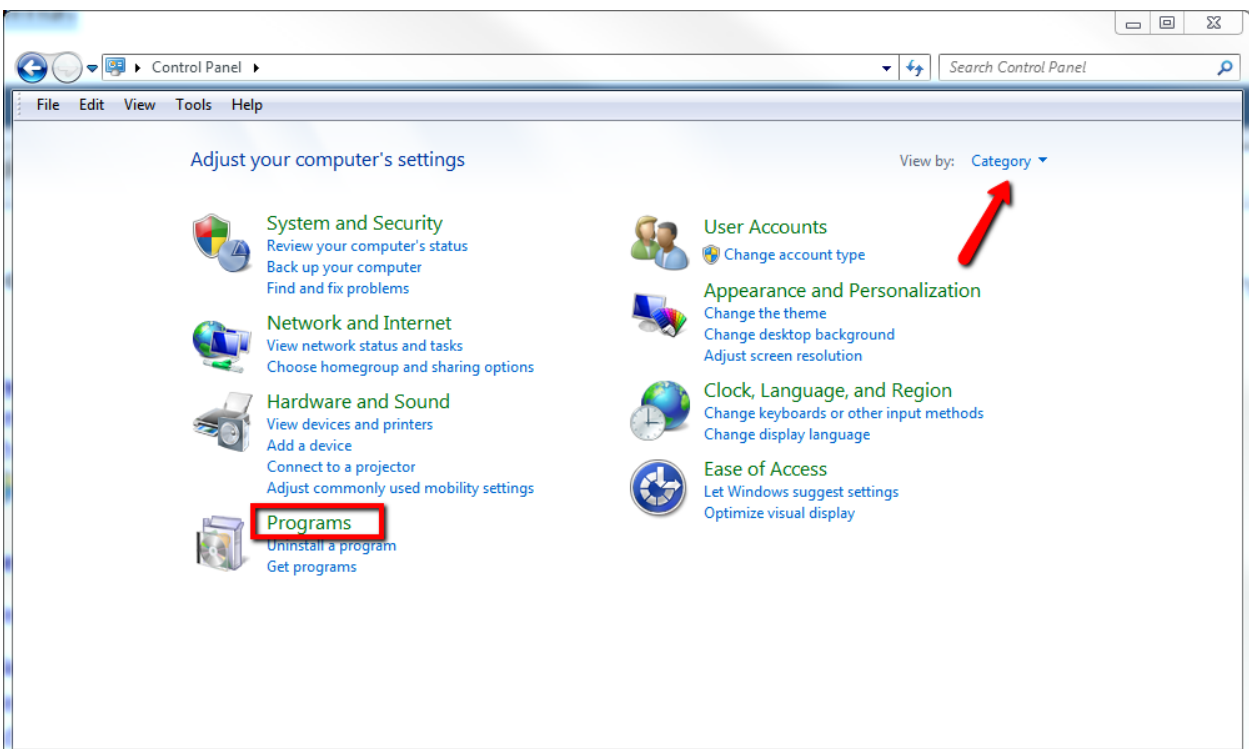 Control Panel
Search Control Panel
File Edit View Tools Help
Adjust your computer's settings
View by: Category
System and Security
Review your computer's status
Back up your computer
Find and fix problems
Network and Internet
View network status and tasks
Choose homegroup and sharing options
Hardware and Sound
View devices and printers
Add a device
Connect to a projector
Adjust commonly used mobility settings
Programs
Uninstall a program
Get programs
User Accounts
Change account type
Appearance and Personalization
Change the theme
Change desktop background
Adjust screen resolution
Clock, Language, and Region
Change keyboards or other input methods
Change display language
Ease of Access
Let Windows suggest settings
Optimize visual display